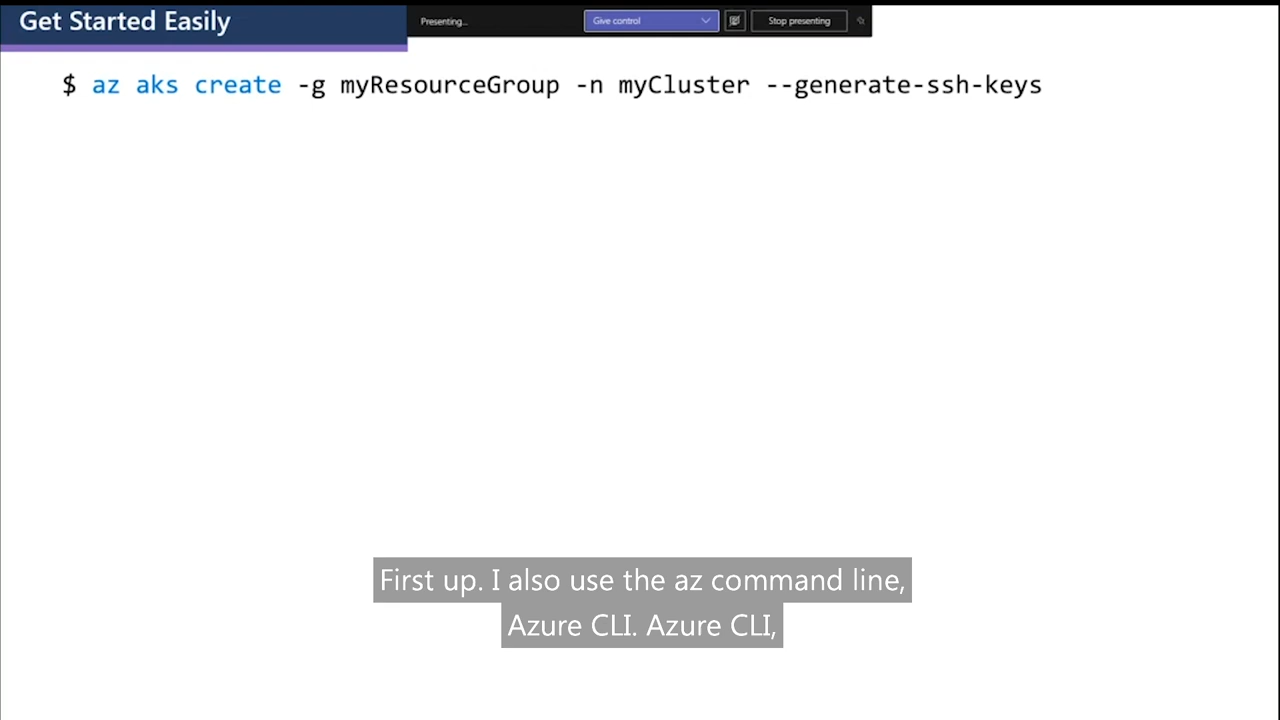 Get Started Easily
Presenting...
Give control
Stop presenting
$ az aks create -g myResourceGroup -n myCluster --generate-ssh-keys
First up. I also use the az command line,
Azure CLI. Azure CLI,